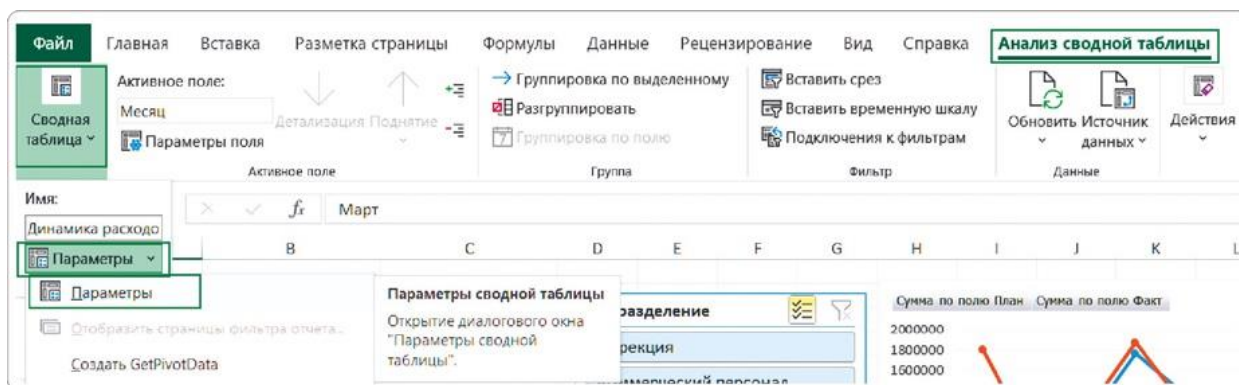 Файл Главная Вставка Разметка страницы Формулы Данные Рецензирование Вид Справка Анализ сводной таблицы
Сводная таблица
Активное поле:
Месяц
Параметры поля
Детализация Поднятие
Активное поле
Группировка по выделенному
Разгруппировать
Группировка по полю
Группа
Вставить срез
Вставить временную шкалу
Подключения к фильтрам
Фильтр
Обновить Источник данных
Данные
Действия
Имя:
Динамика расходо
fx Март
Параметры
B C D E F G H I J K L
Параметры
Отобразить страницы фильтра отчета...
Создать GetPivotData
Параметры сводной таблицы
Открытие диалогового окна
"Параметры сводной
таблицы".
разделение
рекция
Сумма по полю План Сумма по полю Факт
2000000
1800000
1600000